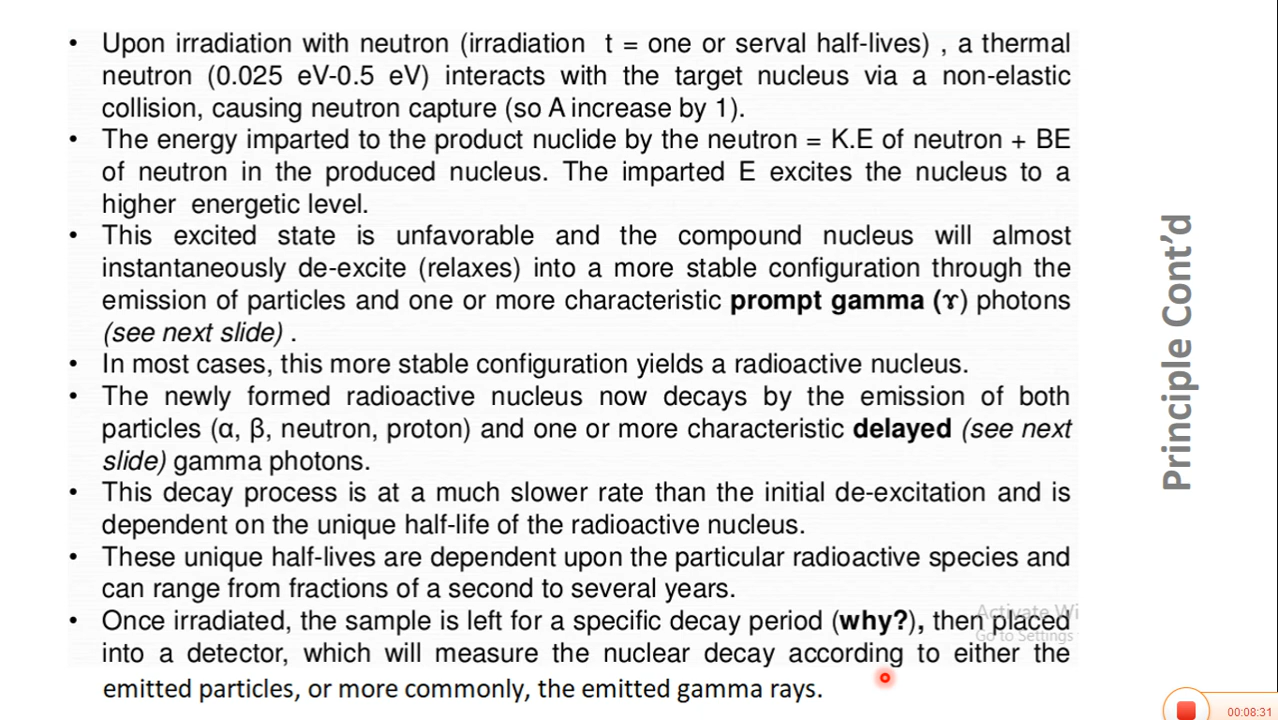 • Upon irradiation with neutron (irradiation t = one or serval half-lives) , a thermal
neutron (0.025 eV-0.5 eV) interacts with the target nucleus via a non-elastic
collision, causing neutron capture (so A increase by 1).
• The energy imparted to the product nuclide by the neutron = K.E of neutron + BE
of neutron in the produced nucleus. The imparted E excites the nucleus to a
higher energetic level.
• This excited state is unfavorable and the compound nucleus will almost
instantaneously de-excite (relaxes) into a more stable configuration through the
emission of particles and one or more characteristic prompt gamma (ɤ) photons
(see next slide) .
• In most cases, this more stable configuration yields a radioactive nucleus.
• The newly formed radioactive nucleus now decays by the emission of both
particles (α, β, neutron, proton) and one or more characteristic delayed (see next
slide) gamma photons.
• This decay process is at a much slower rate than the initial de-excitation and is
dependent on the unique half-life of the radioactive nucleus.
• These unique half-lives are dependent upon the particular radioactive species and
can range from fractions of a second to several years.
• Once irradiated, the sample is left for a specific decay period (why?), then placed
into a detector, which will measure the nuclear decay according to either the
emitted particles, or more commonly, the emitted gamma rays.
Principle Cont’d
Activate Wi
Go to Settings
00:08:31